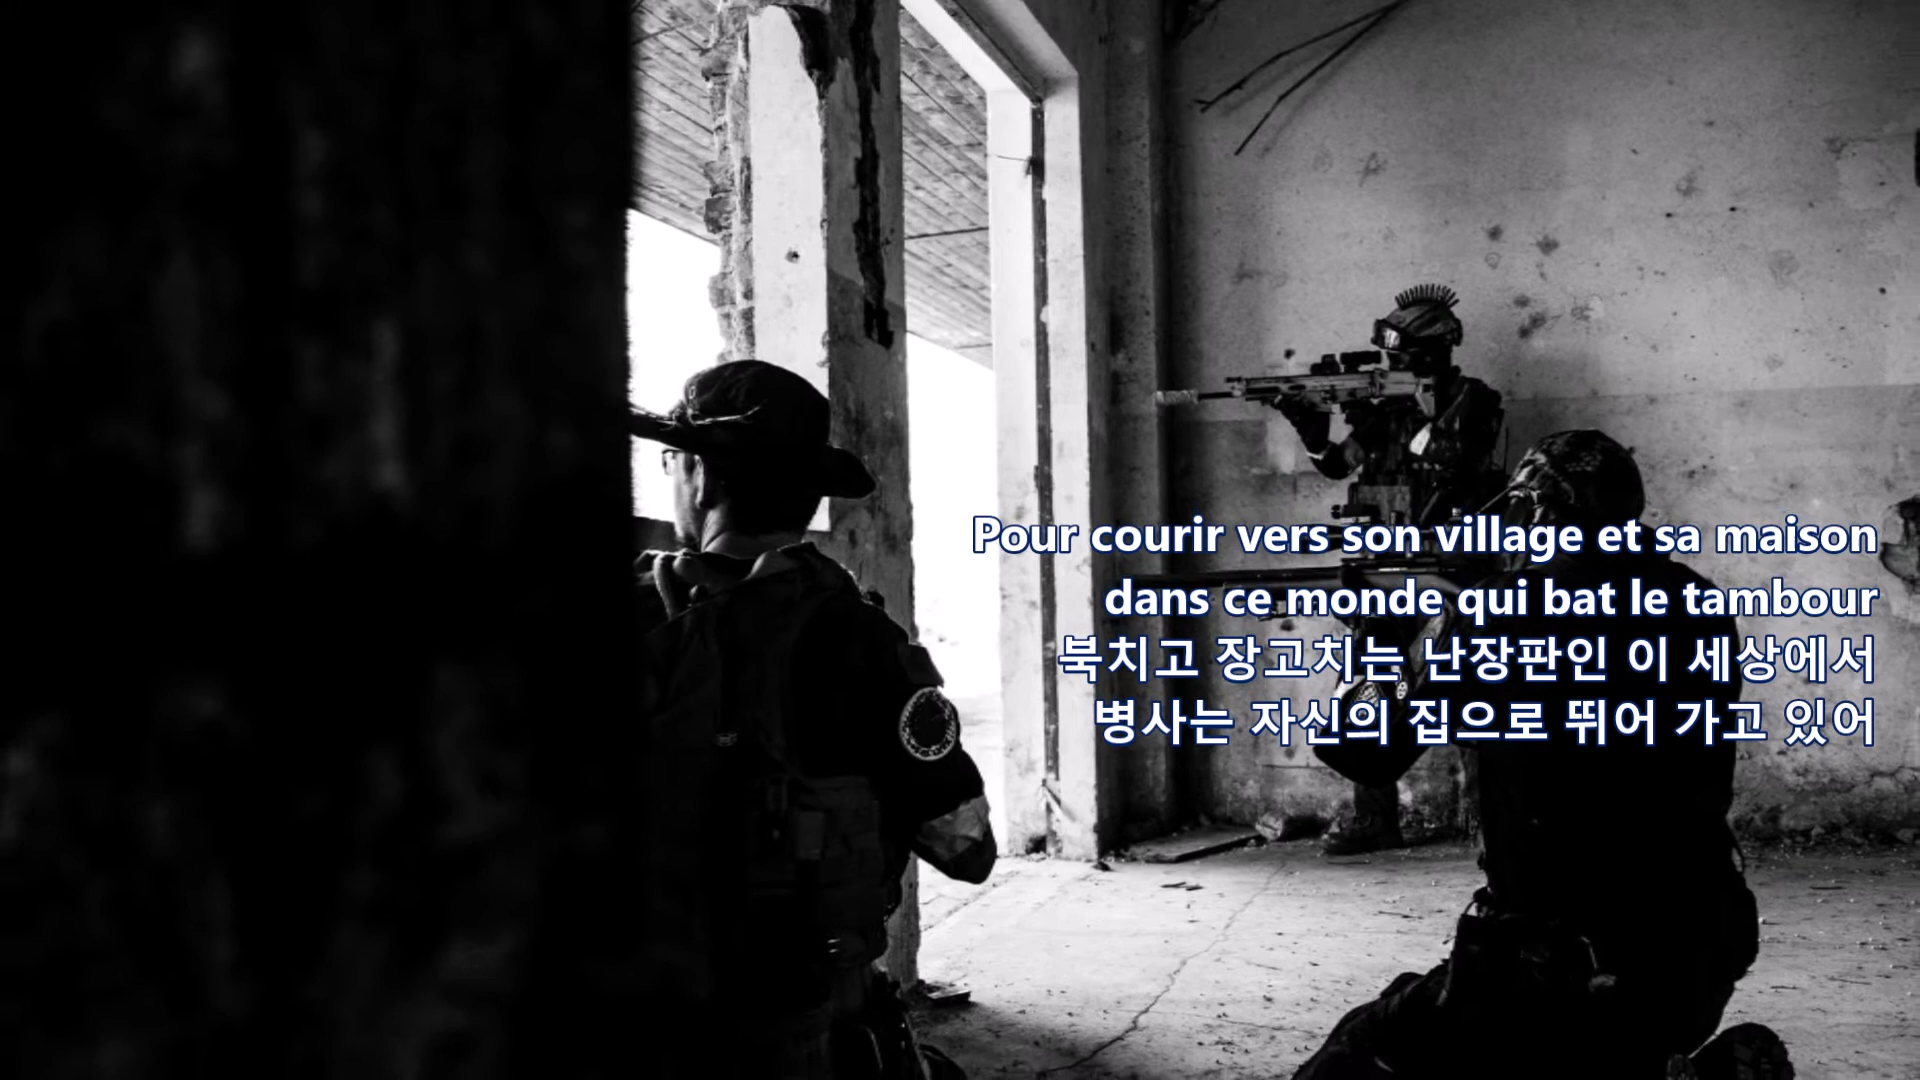 Pour courir vers son village et sa maison
dans ce monde qui bat le tambour
북치고 장고치는 난장판인 이 세상에서
병사는 자신의 집으로 뛰어 가고 있어